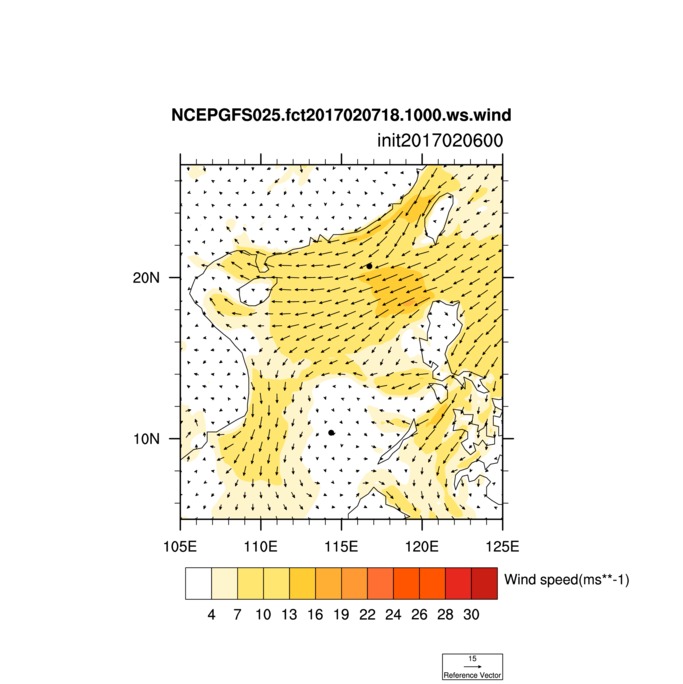 NCEPGFS025.fct2017020718.1000.ws.wind
init2017020600
20N
10N
105E 110E 115E 120E 125E
Wind speed(ms**-1)
4 7 10 13 16 19 22 24 26 28 30
15
Reference Vector